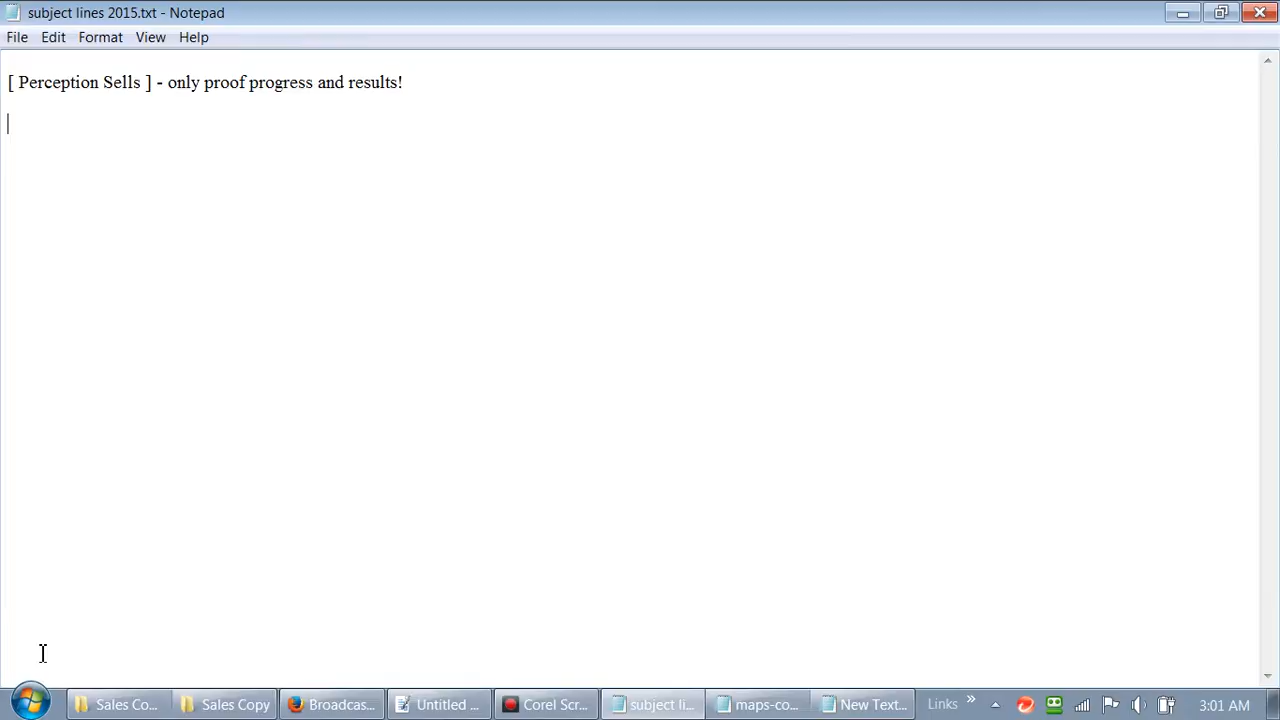 subject lines 2015.txt - Notepad
File Edit Format View Help
[ Perception Sells ] - only proof progress and results!
Sales Co... Sales Copy Broadcas... Untitled ... Corel Scr... subject li... maps-co... New Text... Links » 3:01 AM